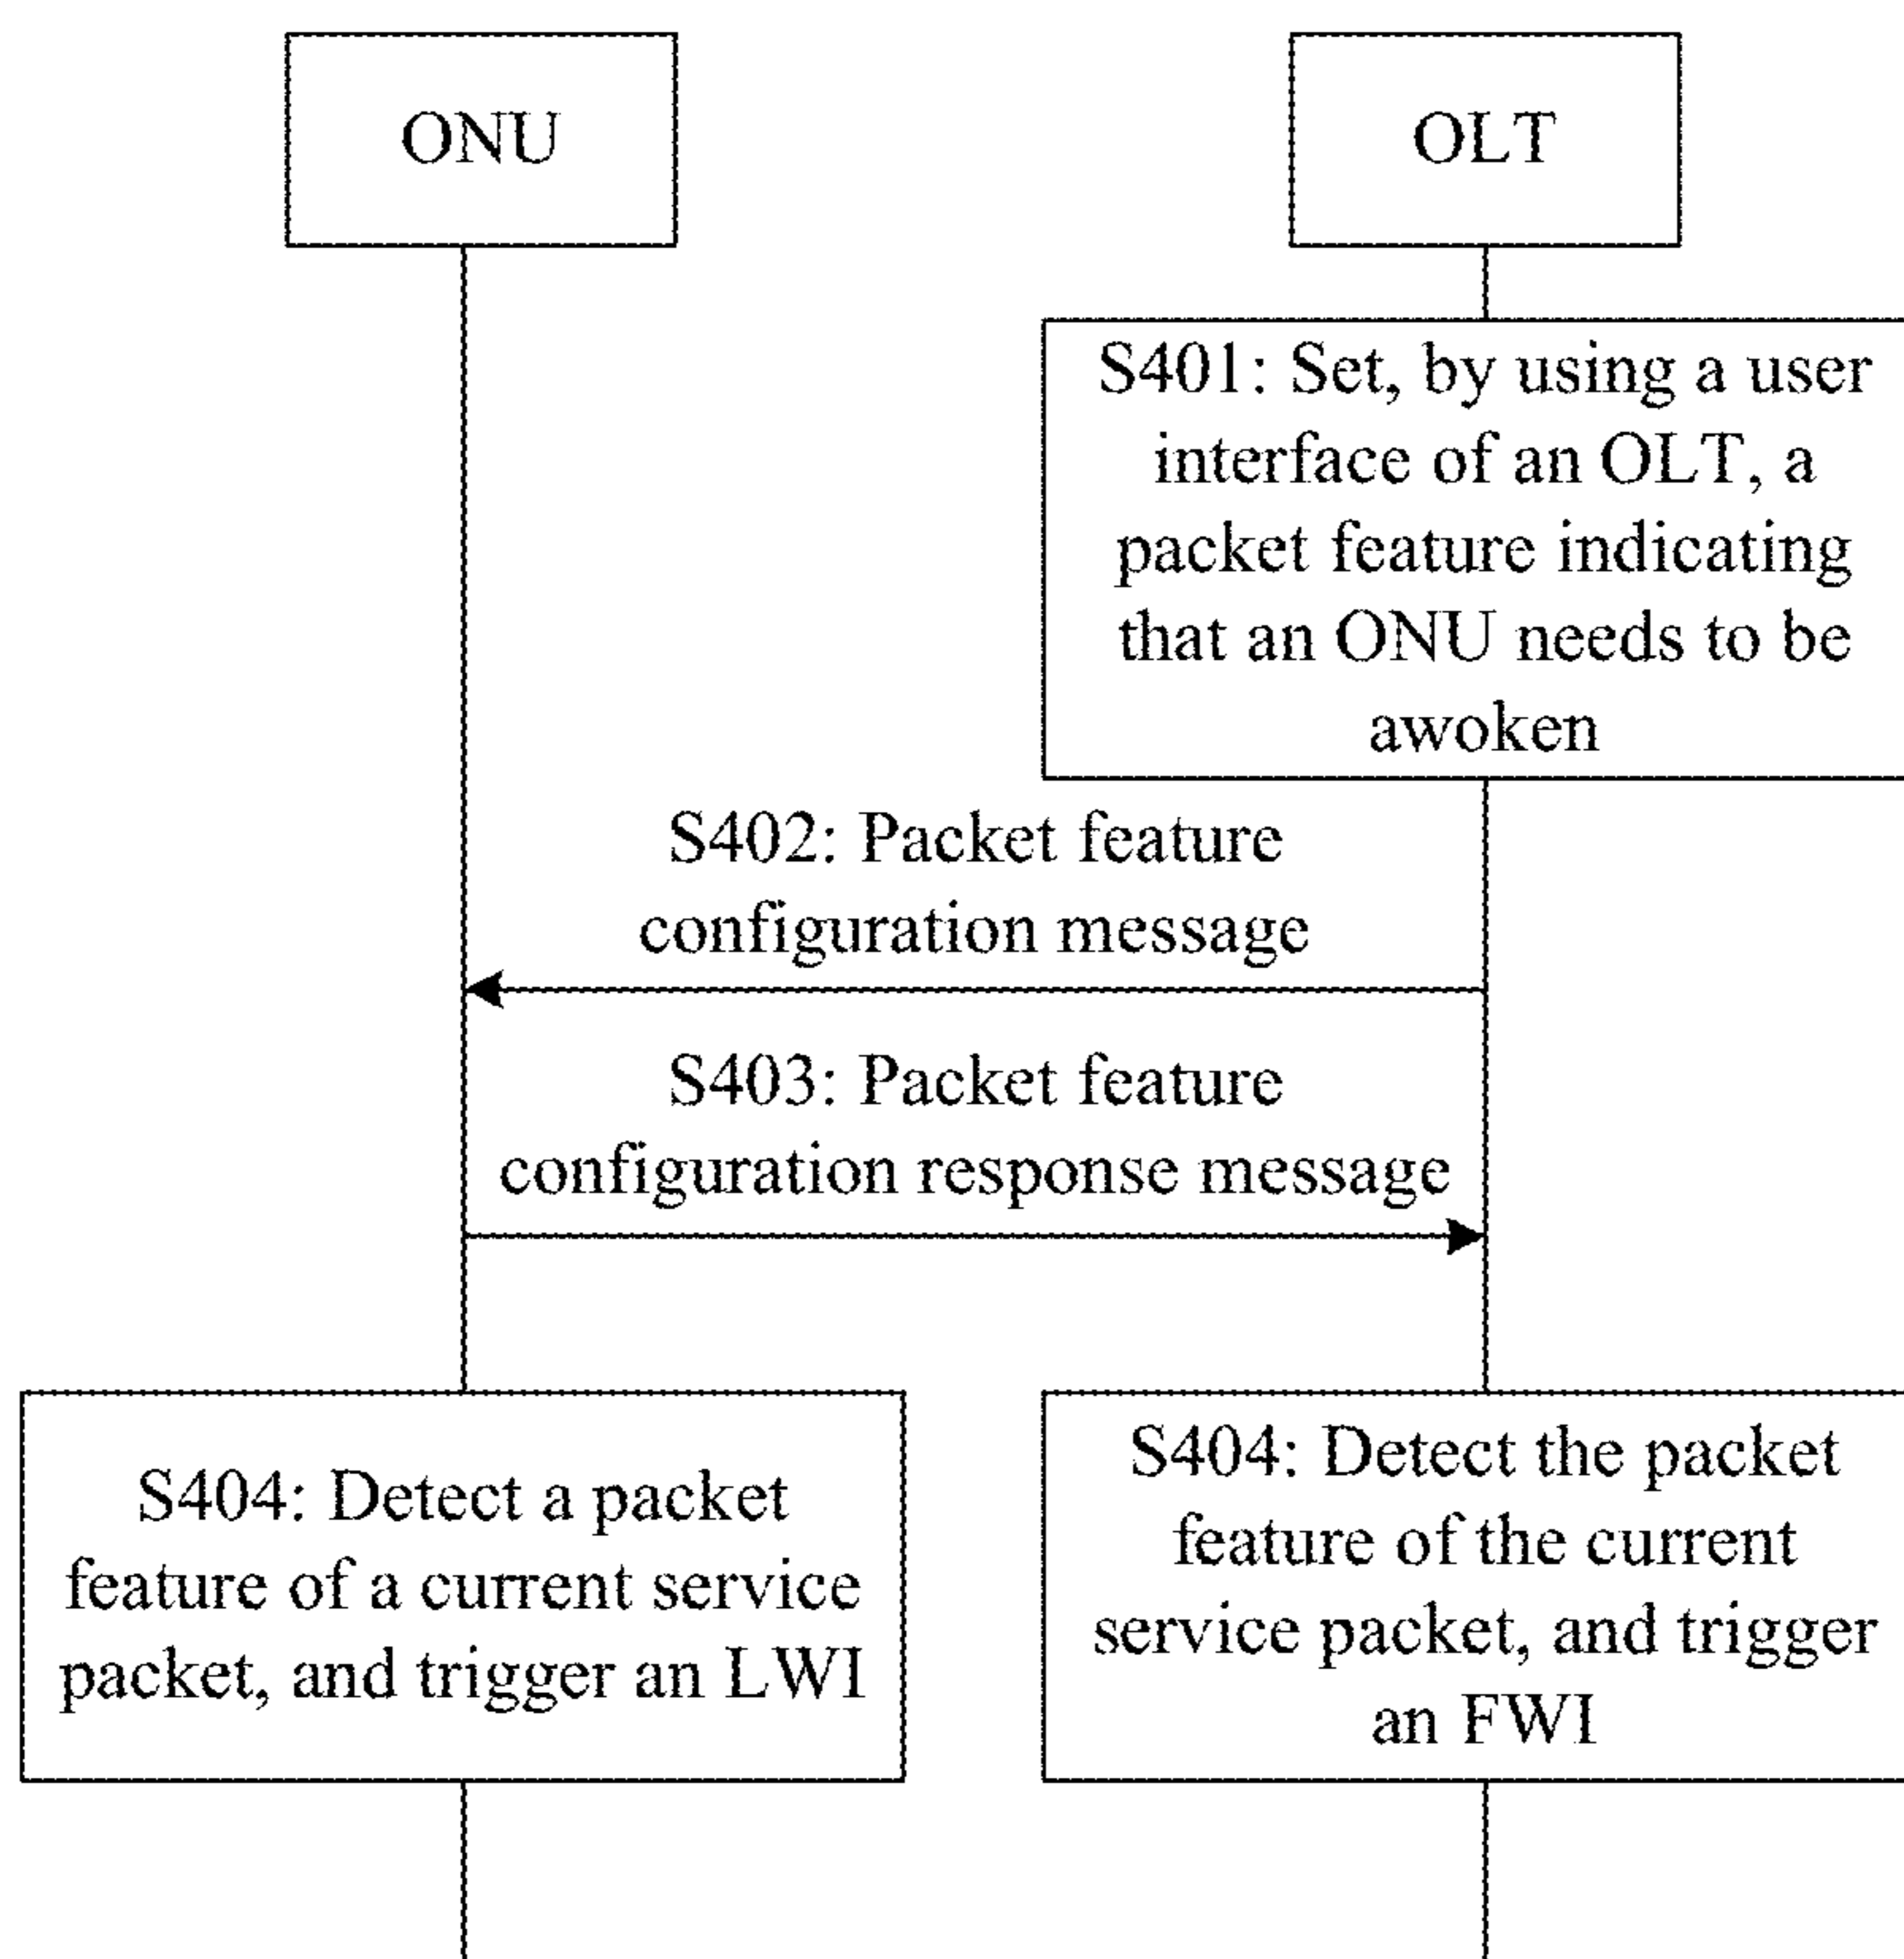 ONU
OLT
S401: Set, by using a user
interface of an OLT, a
packet feature indicating
that an ONU needs to be
awoken
S402: Packet feature
configuration message
S403: Packet feature
configuration response message
S404: Detect a packet
feature of a current service
packet, and trigger an LWI
S404: Detect the packet
feature of the current
service packet, and trigger
an FWI